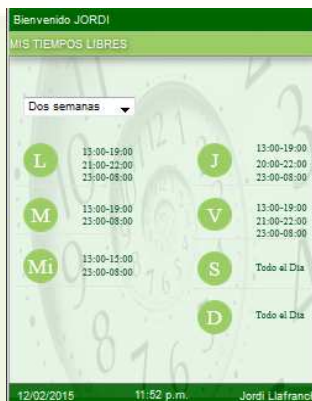 Bienvenido JORDI
MIS TIEMPOS LIBRES
Dos semanas
L
13:00-19:00
21:00-22:00
23:00-08:00
M
13:00-19:00
23:00-08:00
Mi
13:00-15:00
23:00-08:00
J
13:00-19:00
20:00-22:00
23:00-08:00
V
13:00-19:00
21:00-22:00
23:00-08:00
S
Todo el Dia
D
Todo el Dia
12/02/2015 11:52 p.m. Jordi Llafranci